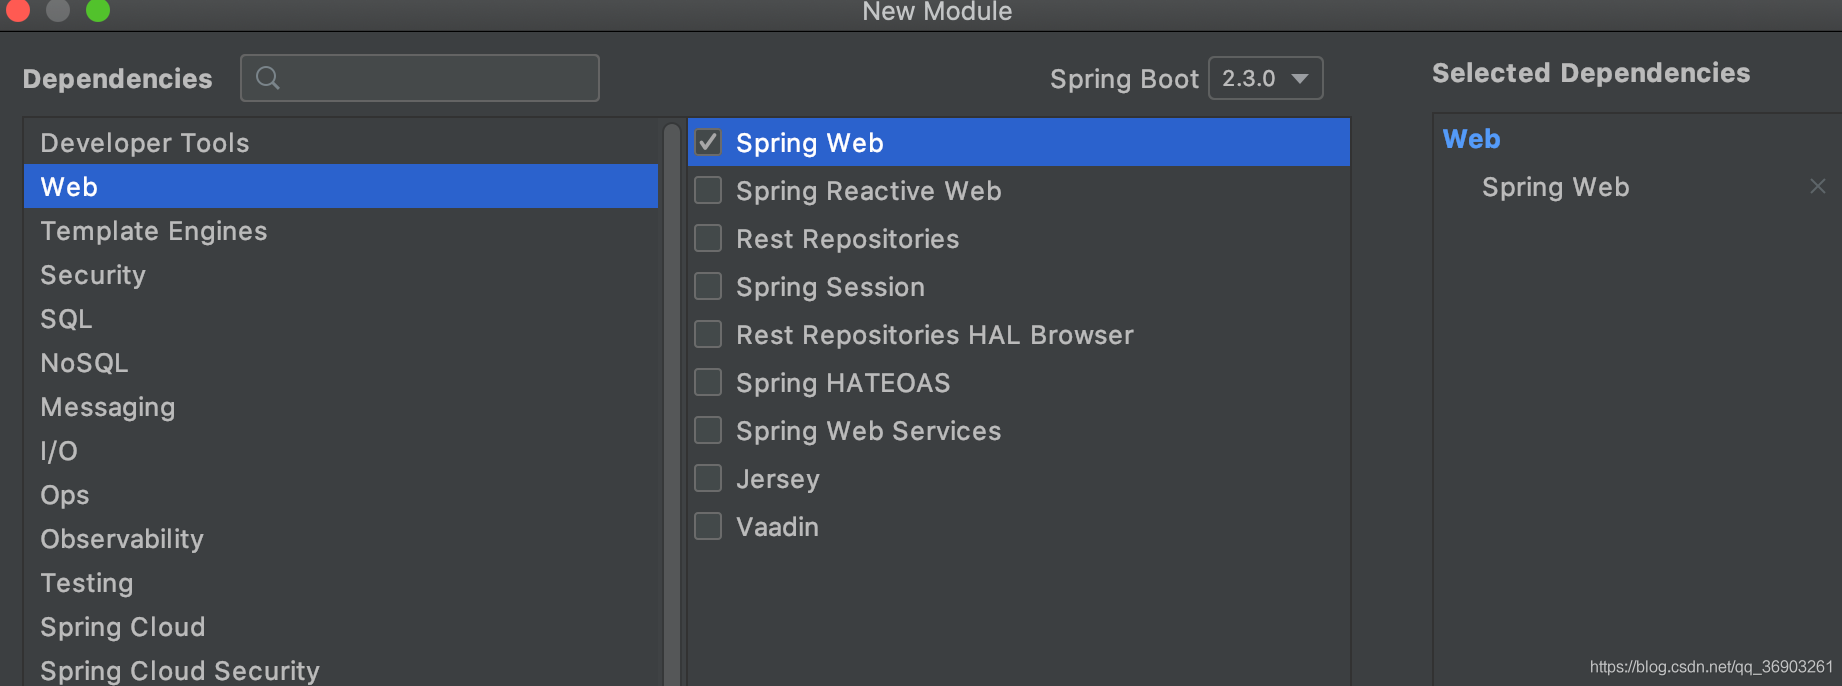 New Module
Dependencies
Spring Boot 2.3.0
Selected Dependencies
Developer Tools
Web
Template Engines
Security
SQL
NoSQL
Messaging
I/O
Ops
Observability
Testing
Spring Cloud
Spring Cloud Security
Spring Web
Spring Reactive Web
Rest Repositories
Spring Session
Rest Repositories HAL Browser
Spring HATEOAS
Spring Web Services
Jersey
Vaadin
Web
Spring Web
https://blog.csdn.net/qq_36903261